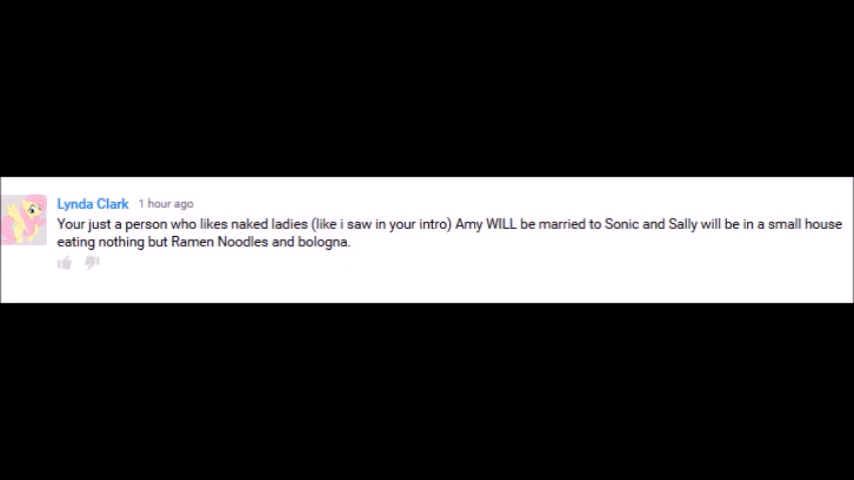 Lynda Clark 1 hour ago
Your just a person who likes naked ladies (like i saw in your intro) Amy WILL be married to Sonic and Sally will be in a small house
eating nothing but Ramen Noodles and bologna.